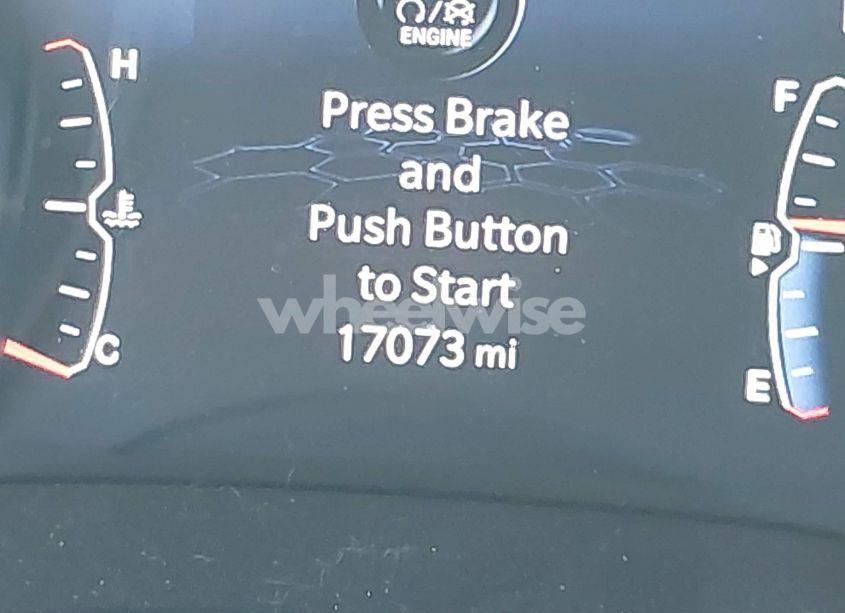 ENGINE
H
F
Press Brake
and
Push Button
to Start
wheelwise
17073 mi
C
E